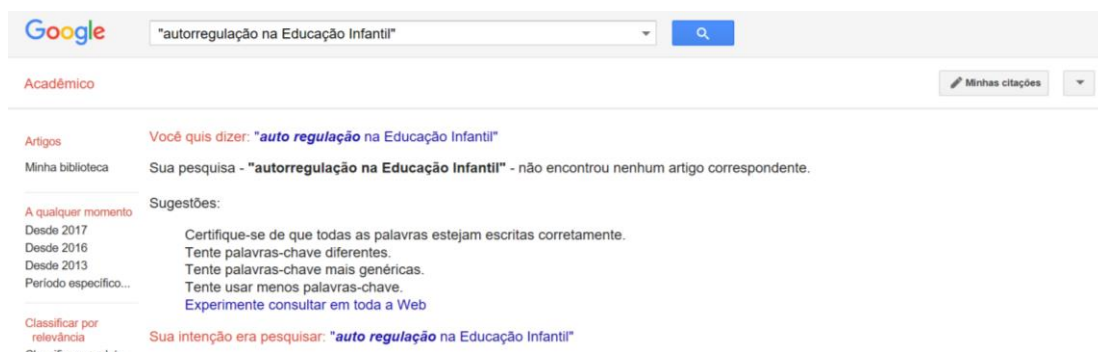 Google
"autorregulação na Educação Infantil"
Acadêmico
Minhas citações
Artigos
Minha biblioteca
A qualquer momento
Desde 2017
Desde 2016
Desde 2013
Período específico...
Classificar por
relevância
Você quis dizer: "auto regulação na Educação Infantil"
Sua pesquisa - "autorregulação na Educação Infantil" - não encontrou nenhum artigo correspondente.
Sugestões:
Certifique-se de que todas as palavras estejam escritas corretamente.
Tente palavras-chave diferentes.
Tente palavras-chave mais genéricas.
Tente usar menos palavras-chave.
Experimente consultar em toda a Web
Sua intenção era pesquisar: "auto regulação na Educação Infantil"